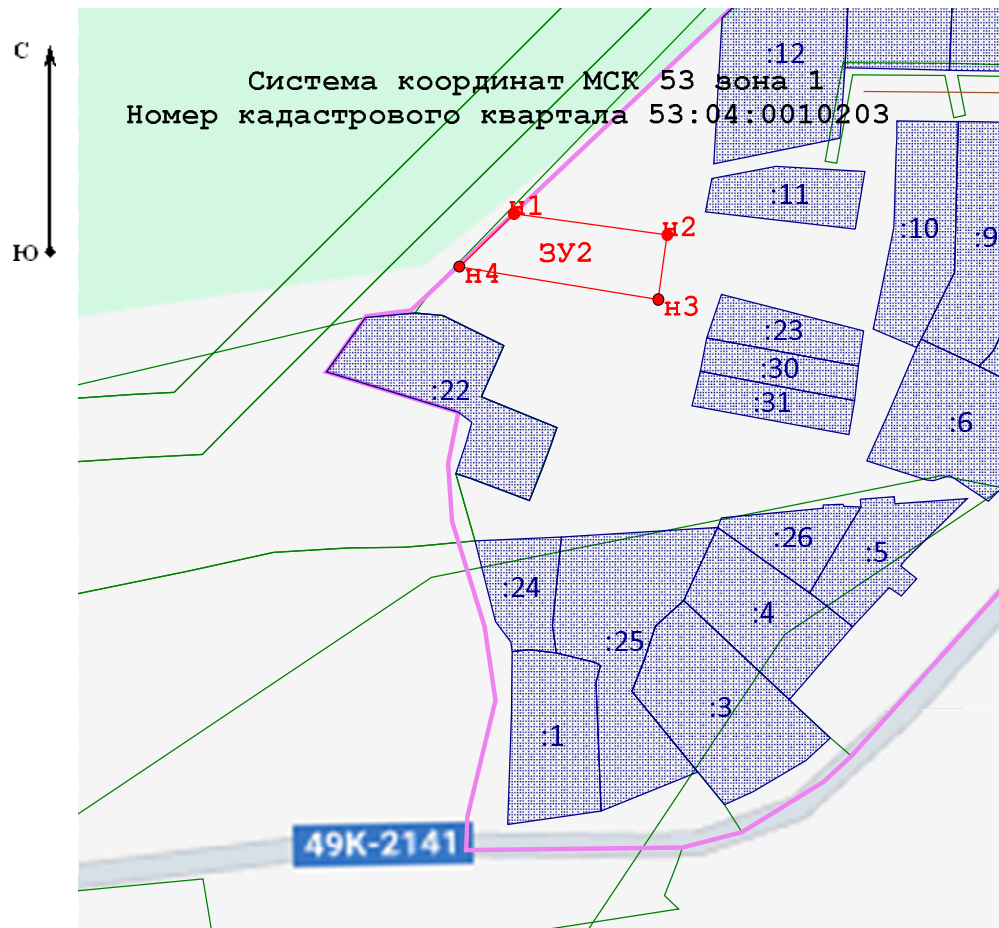 С
:12
Система координат МСК 53 зона 1
Номер кадастрового квартала 53:04:0010203
:11
н1
н2
:10
:9
Ю
ЗУ2
н4
н3
:23
:30
:22
:31
:6
:26
:5
:24
:4
:25
:3
:1
49К-2141